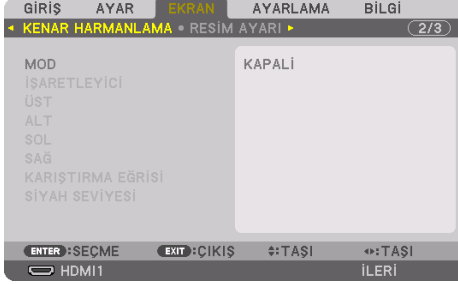 GİRİŞ AYAR EKRAN AYARLAMA BİLGİ
◂ KENAR HARMANLAMA • RESİM AYARI ▸ 2/3
MOD KAPALI
İŞARETLEYİCİ
ÜST
ALT
SOL
SAĞ
KARIŞTIRMA EĞRİSİ
SİYAH SEVİYESİ
ENTER :SEÇME EXIT :ÇIKIŞ :TAŞI :TAŞI
HDMI1 İLERİ